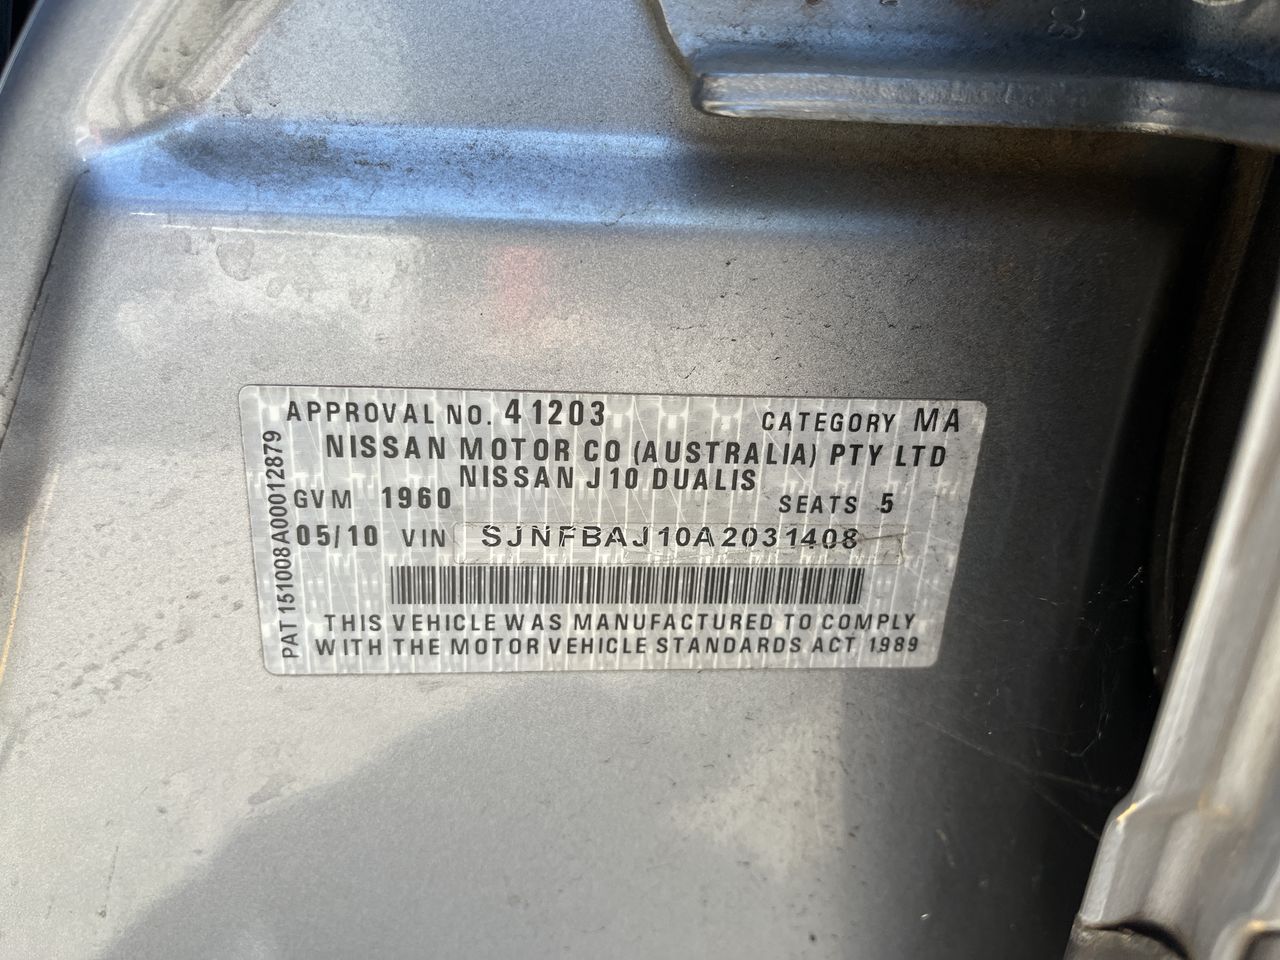 APPROVAL NO. 41203 CATEGORY MA
NISSAN MOTOR CO (AUSTRALIA) PTY LTD
NISSAN J10 DUALIS
GVM 1960 SEATS 5
05/10 VIN SJNFBAJ10A2031408
THIS VEHICLE WAS MANUFACTURED TO COMPLY
WITH THE MOTOR VEHICLE STANDARDS ACT 1989
PAT 151008A00012879